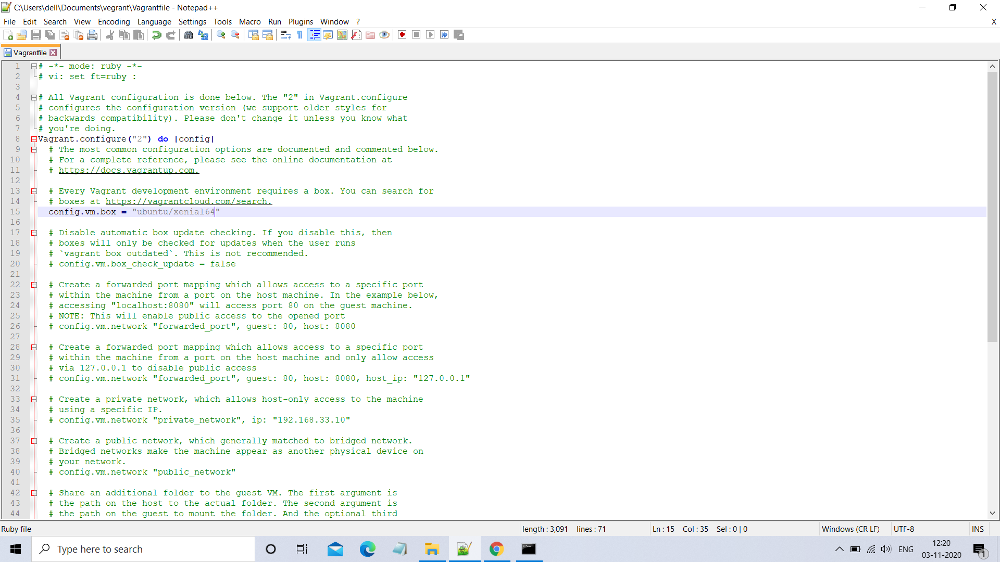 C:\Users\dell\Documents\vegrant\Vagrantfile - Notepad++
File Edit Search View Encoding Language Settings Tools Macro Run Plugins Window ? X
Vagrantfile
1 # -*- mode: ruby -*-
2 # vi: set ft=ruby :
3
4 # All Vagrant configuration is done below. The "2" in Vagrant.configure
5 # configures the configuration version (we support older styles for
6 # backwards compatibility). Please don't change it unless you know what
7 # you're doing.
8 Vagrant.configure("2") do |config|
9 # The most common configuration options are documented and commented below.
10 # For a complete reference, please see the online documentation at
11 # https://docs.vagrantup.com.
12
13 # Every Vagrant development environment requires a box. You can search for
14 # boxes at https://vagrantcloud.com/search.
15 config.vm.box = "ubuntu/xenial64"
16
17 # Disable automatic box update checking. If you disable this, then
18 # boxes will only be checked for updates when the user runs
19 # `vagrant box outdated`. This is not recommended.
20 # config.vm.box_check_update = false
21
22 # Create a forwarded port mapping which allows access to a specific port
23 # within the machine from a port on the host machine. In the example below,
24 # accessing "localhost:8080" will access port 80 on the guest machine.
25 # NOTE: This will enable public access to the opened port
26 # config.vm.network "forwarded_port", guest: 80, host: 8080
27
28 # Create a forwarded port mapping which allows access to a specific port
29 # within the machine from a port on the host machine and only allow access
30 # via 127.0.0.1 to disable public access
31 # config.vm.network "forwarded_port", guest: 80, host: 8080, host_ip: "127.0.0.1"
32
33 # Create a private network, which allows host-only access to the machine
34 # using a specific IP.
35 # config.vm.network "private_network", ip: "192.168.33.10"
36
37 # Create a public network, which generally matched to bridged network.
38 # Bridged networks make the machine appear as another physical device on
39 # your network.
40 # config.vm.network "public_network"
41
42 # Share an additional folder to the guest VM. The first argument is
43 # the path on the host to the actual folder. The second argument is
44 # the path on the guest to mount the folder. And the optional third
Ruby file length : 3,091 lines : 71 Ln : 15 Col : 35 Sel : 0 | 0 Windows (CR LF) UTF-8 INS
Type here to search ENG 12:20
03-11-2020 1